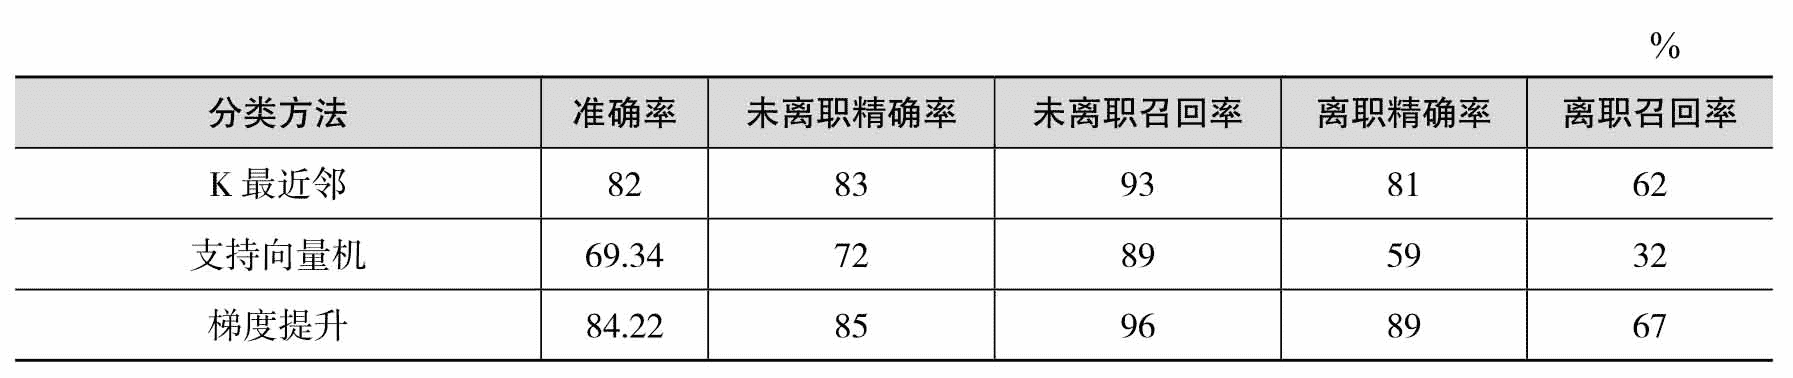 %
分类方法 准确率 未离职精确率 未离职召回率 离职精确率 离职召回率
K 最近邻 82 83 93 81 62
支持向量机 69.34 72 89 59 32
梯度提升 84.22 85 96 89 67